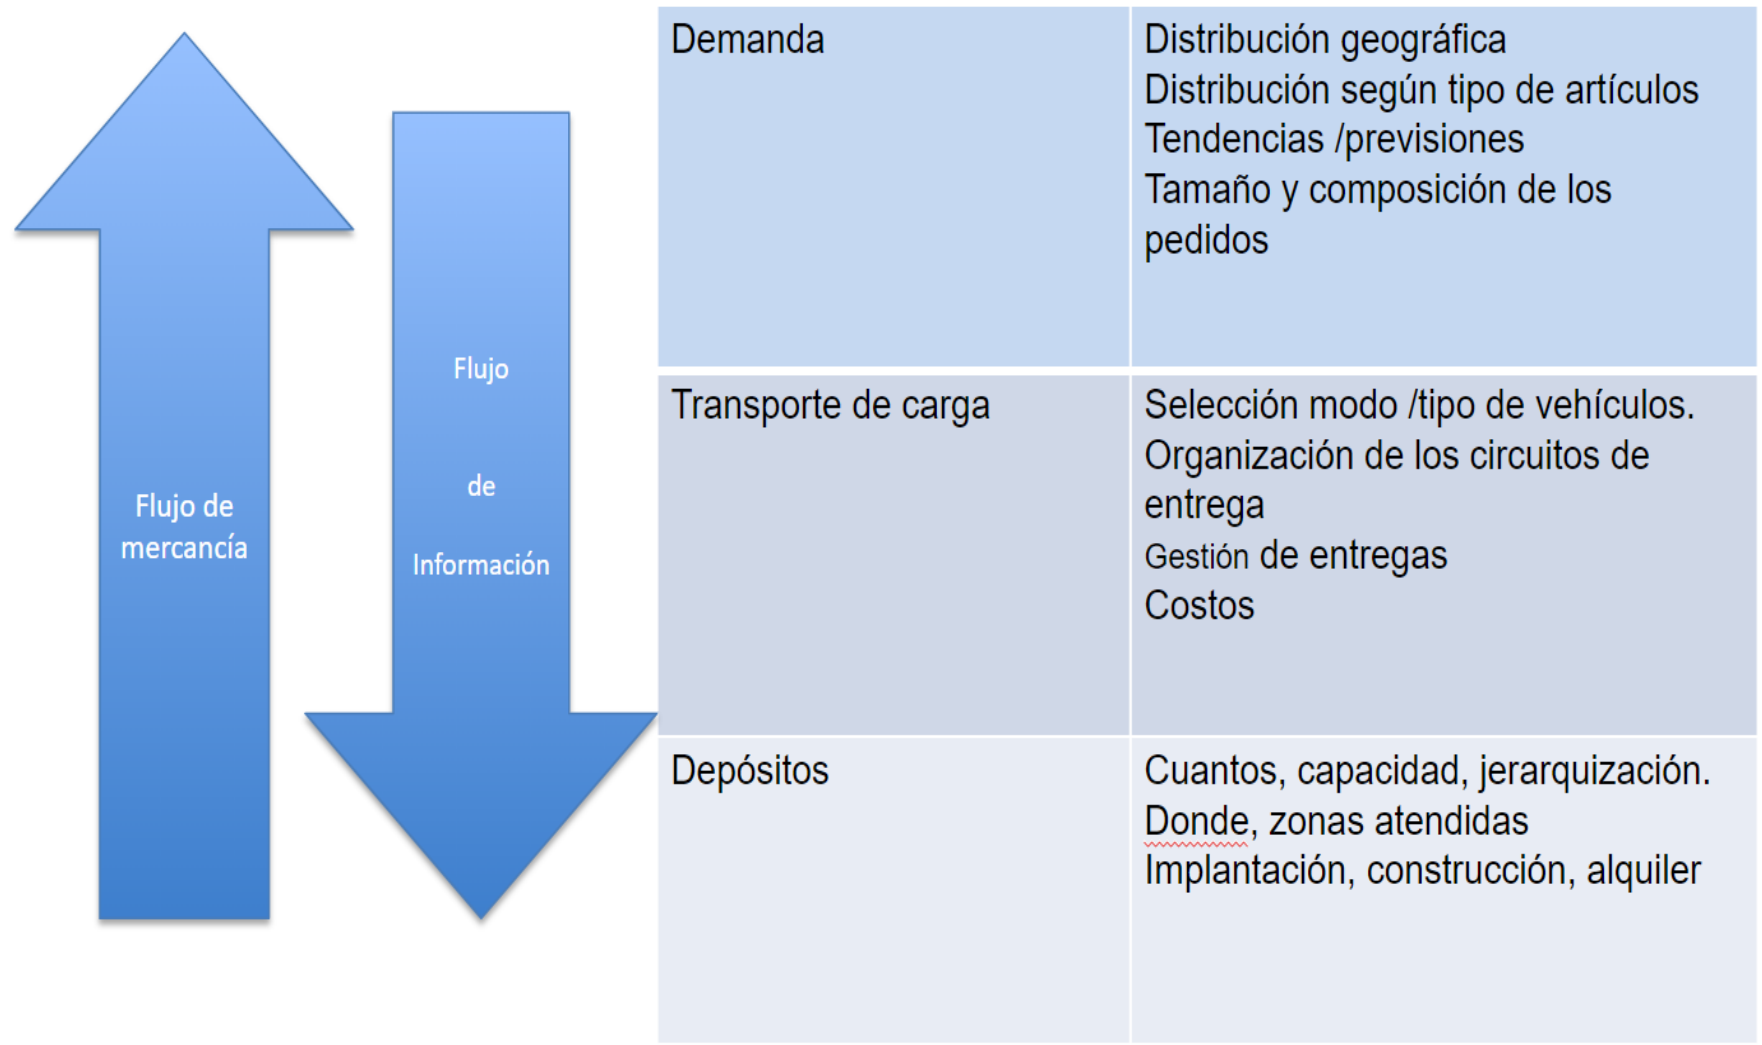 Flujo de
mercancía
Flujo
de
Información
Demanda
Distribución geográfica
Distribución según tipo de artículos
Tendencias /previsiones
Tamaño y composición de los
pedidos
Transporte de carga
Selección modo /tipo de vehículos.
Organización de los circuitos de
entrega
Gestión de entregas
Costos
Depósitos
Cuantos, capacidad, jerarquización.
Donde, zonas atendidas
Implantación, construcción, alquiler